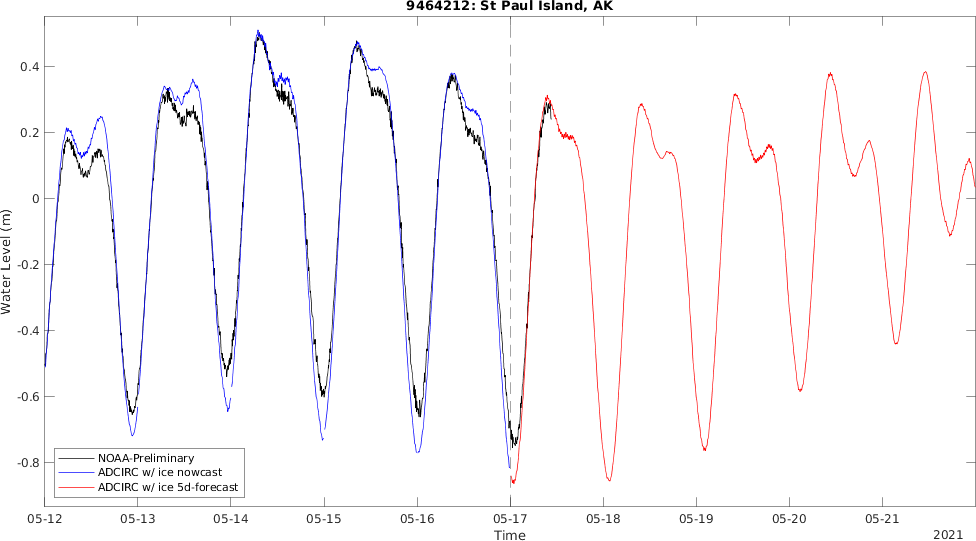 9464212: St Paul Island, AK
Water Level (m)
0.4
0.2
0
-0.2
-0.4
-0.6
-0.8
NOAA-Preliminary
ADCIRC w/ ice nowcast
ADCIRC w/ ice 5d-forecast
05-12 05-13 05-14 05-15 05-16 05-17 05-18 05-19 05-20 05-21
Time
2021